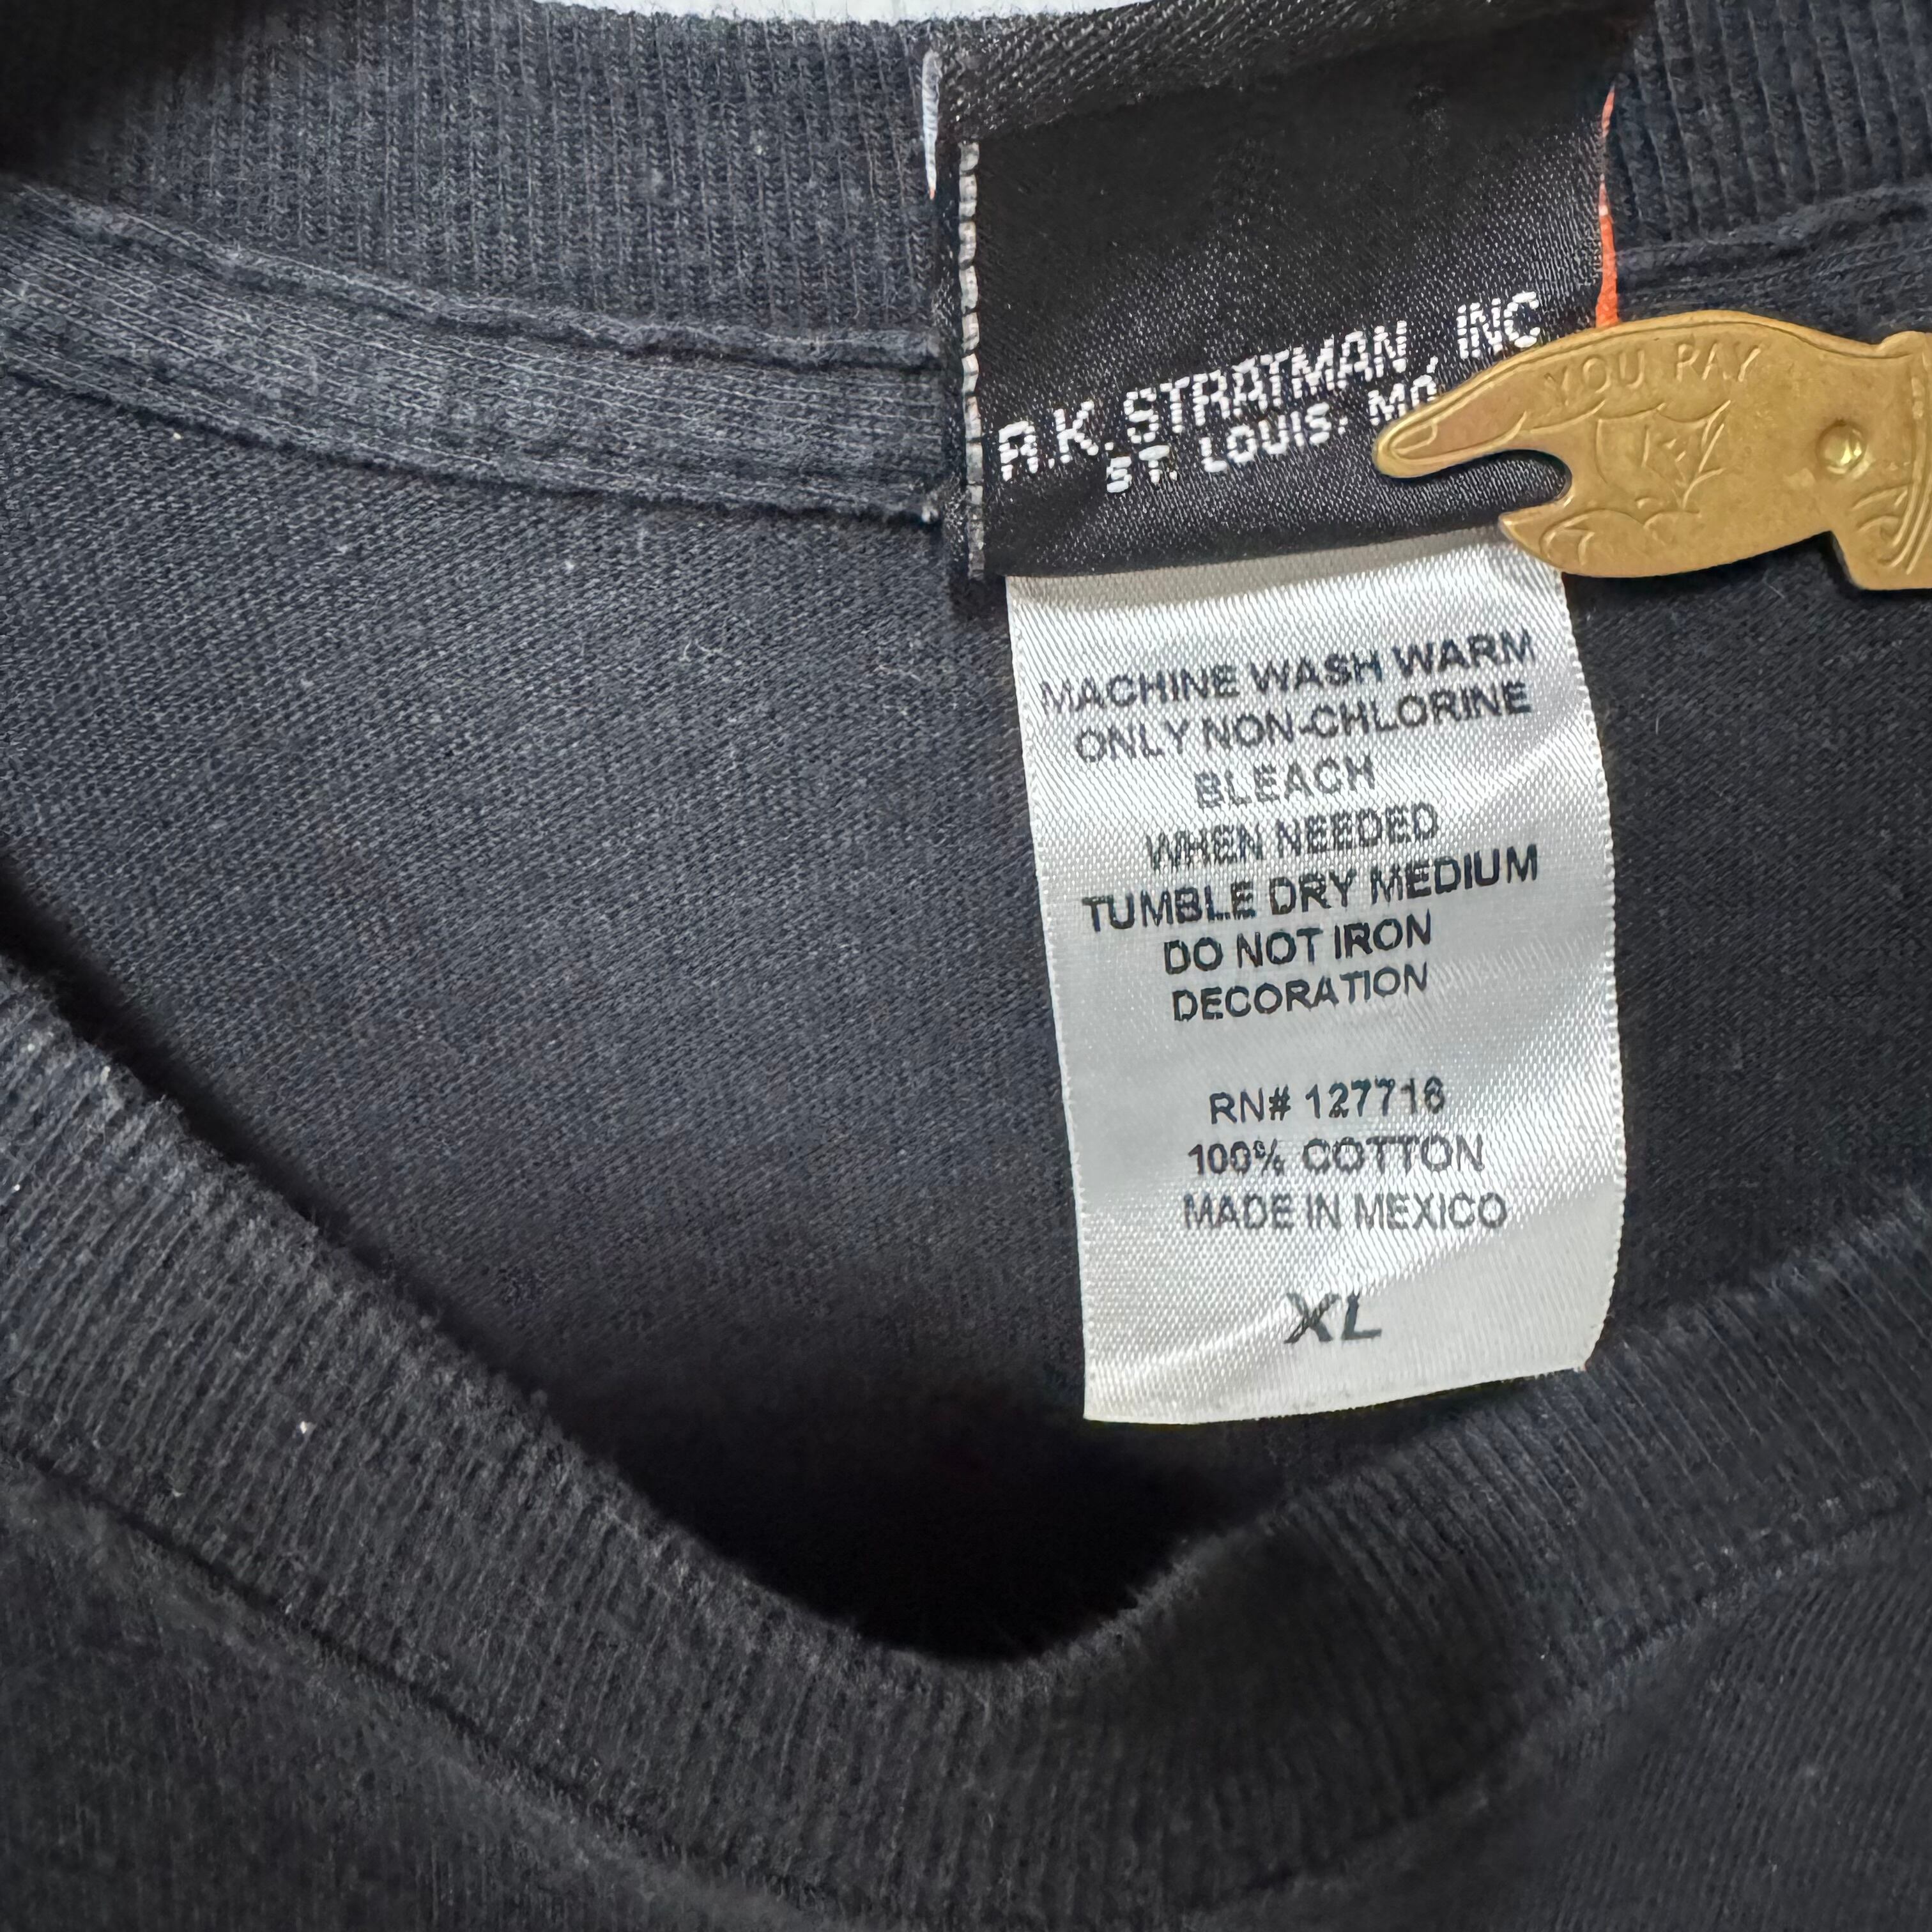 R.K. STRATMAN, INC
ST. LOUIS, MO
YOU PAY
MACHINE WASH WARM
ONLY NON-CHLORINE
BLEACH
WHEN NEEDED
TUMBLE DRY MEDIUM
DO NOT IRON
DECORATION
RN# 127716
100% COTTON
MADE IN MEXICO
XL